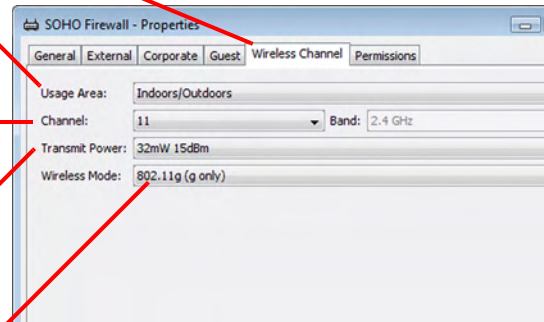 SOHO Firewall - Properties
General External Corporate Guest Wireless Channel Permissions
Usage Area: Indoors/Outdoors
Channel: 11 Band: 2.4 GHz
Transmit Power: 32mW 15dBm
Wireless Mode: 802.11g (g only)